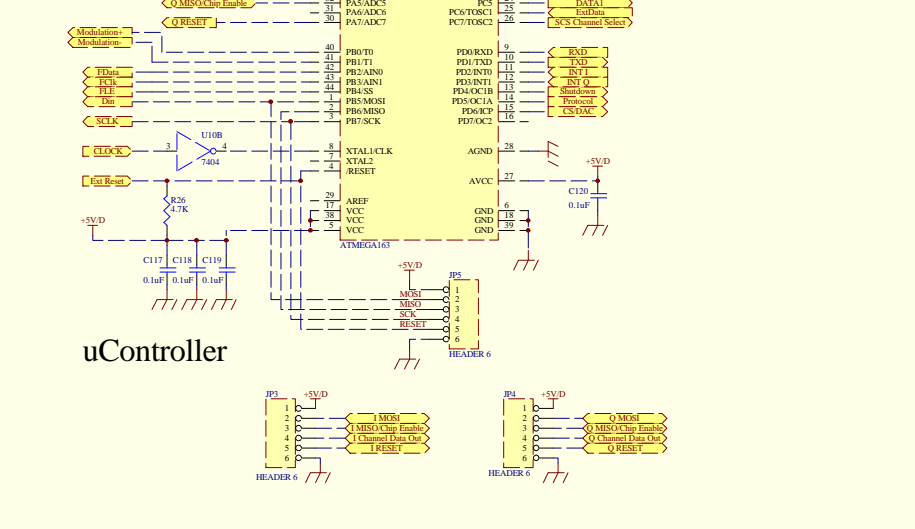 Q MISO/Chip Enable PA5/ADC5 PC5 DATA1
31 PA6/ADC6 PC6/TOSC1 25 ExtData
Q RESET 30 PA7/ADC7 PC7/TOSC2 26 SCS Channel Select
Modulation+
Modulation-
40 PB0/T0 PD0/RXD 9 RXD
41 PB1/T1 PD1/TXD 10 TXD
FData 42 PB2/AIN0 PD2/INT0 11 INT I
FClk 43 PB3/AIN1 PD3/INT1 12 INT Q
FLE 44 PB4/SS PD4/OC1B 13 Shutdown
Din 1 PB5/MOSI PD5/OC1A 14 Protocol
2 PB6/MISO PD6/ICP 15 CS/DAC
SCLK 3 PB7/SCK PD7/OC2 16
U10B
CLOCK 3 4 8 XTAL1/CLK AGND 28
7404 7 XTAL2
+5V/D
4 /RESET
Ext Reset AVCC 27
C120
R26 29 AREF
4.7K 17 VCC GND 6 0.1uF
+5V/D 38 VCC GND 18
5 VCC GND 39
ATMEGA163
C117 C118 C119
+5V/D JP5
0.1uF 0.1uF 0.1uF
1
MOSI 2
MISO 3
SCK 4
RESET 5
6
uController
HEADER 6
JP3 +5V/D JP4 +5V/D
1 1
2 I MOSI 2 Q MOSI
3 I MISO/Chip Enable 3 Q MISO/Chip Enable
4 I Channel Data Out 4 Q Channel Data Out
5 I RESET 5 Q RESET
6 6
HEADER 6 HEADER 6